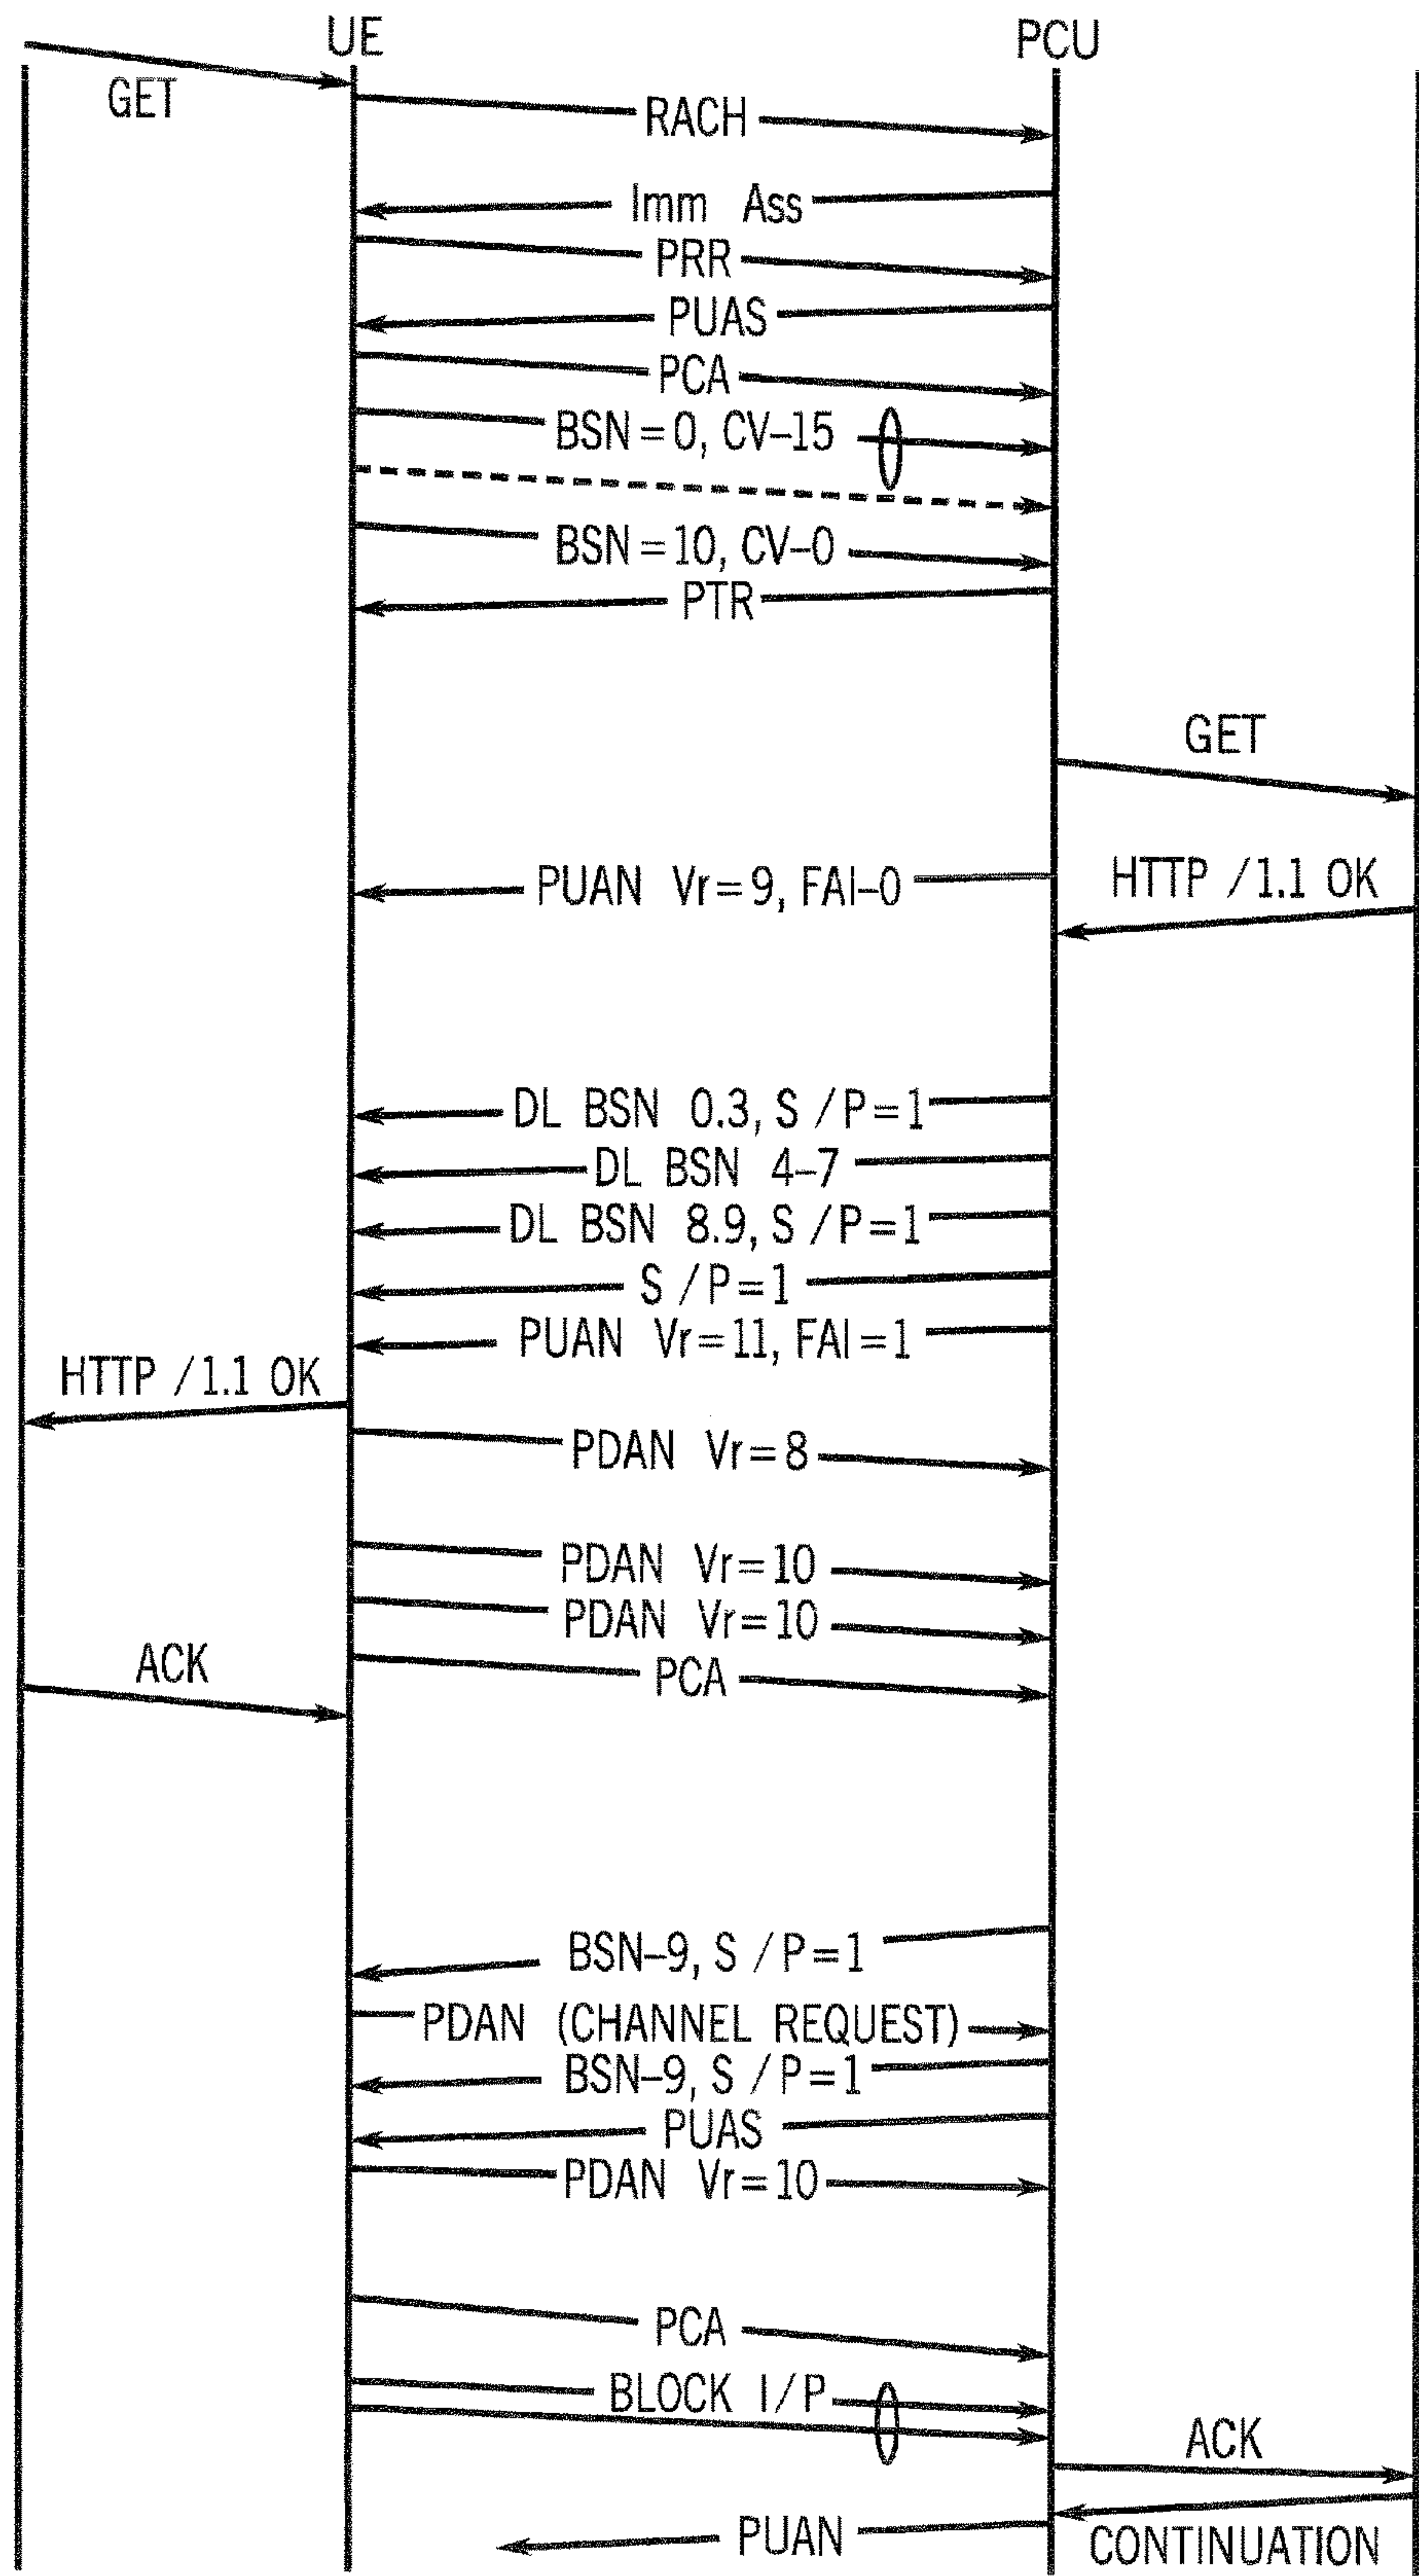 UE
PCU
GET
RACH
Imm Ass
PRR
PUAS
PCA
BSN=0, CV-15
BSN=10, CV-0
PTR
GET
PUAN Vr=9, FAI-0
HTTP /1.1 OK
DL BSN 0.3, S/P=1
DL BSN 4-7
DL BSN 8.9, S/P=1
S/P=1
PUAN Vr=11, FAI=1
HTTP /1.1 OK
PDAN Vr=8
PDAN Vr=10
PDAN Vr=10
ACK
PCA
BSN-9, S/P=1
PDAN (CHANNEL REQUEST)
BSN-9, S/P=1
PUAS
PDAN Vr=10
PCA
BLOCK I/P
ACK
PUAN
CONTINUATION